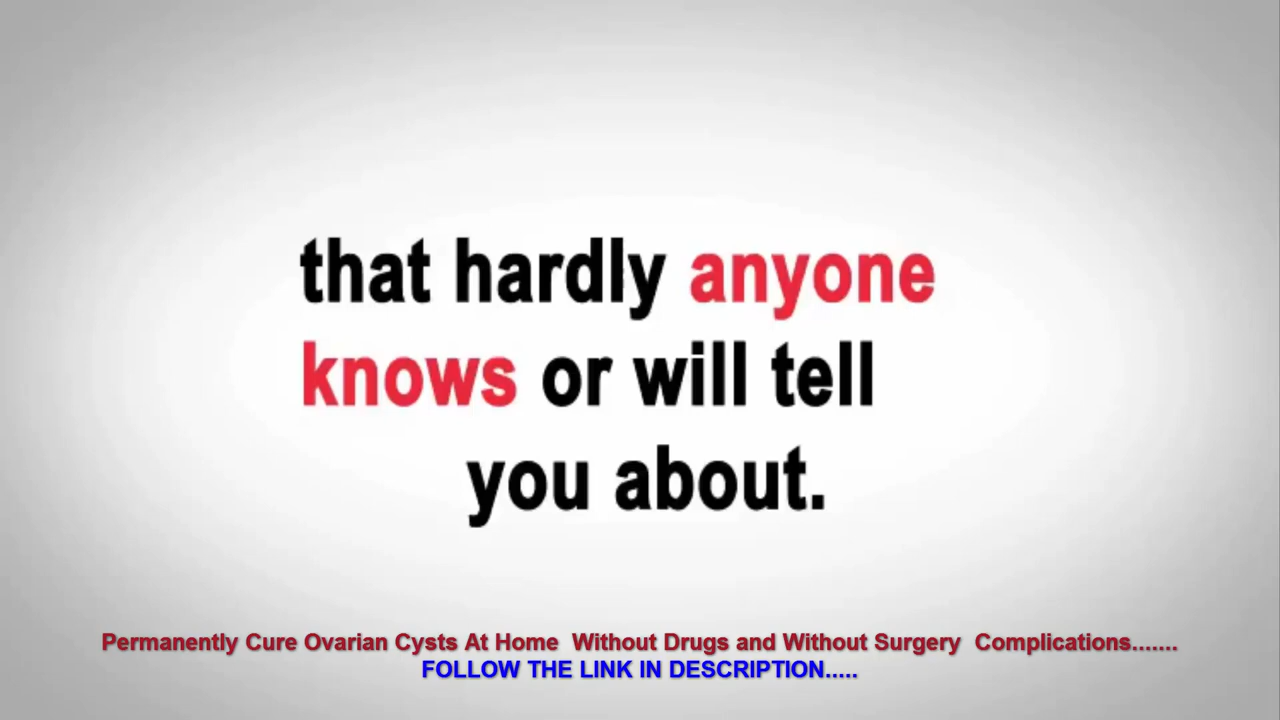 that hardly anyone
knows or will tell
you about.
Permanently Cure Ovarian Cysts At Home  Without Drugs and Without Surgery  Complications.......
FOLLOW THE LINK IN DESCRIPTION.....